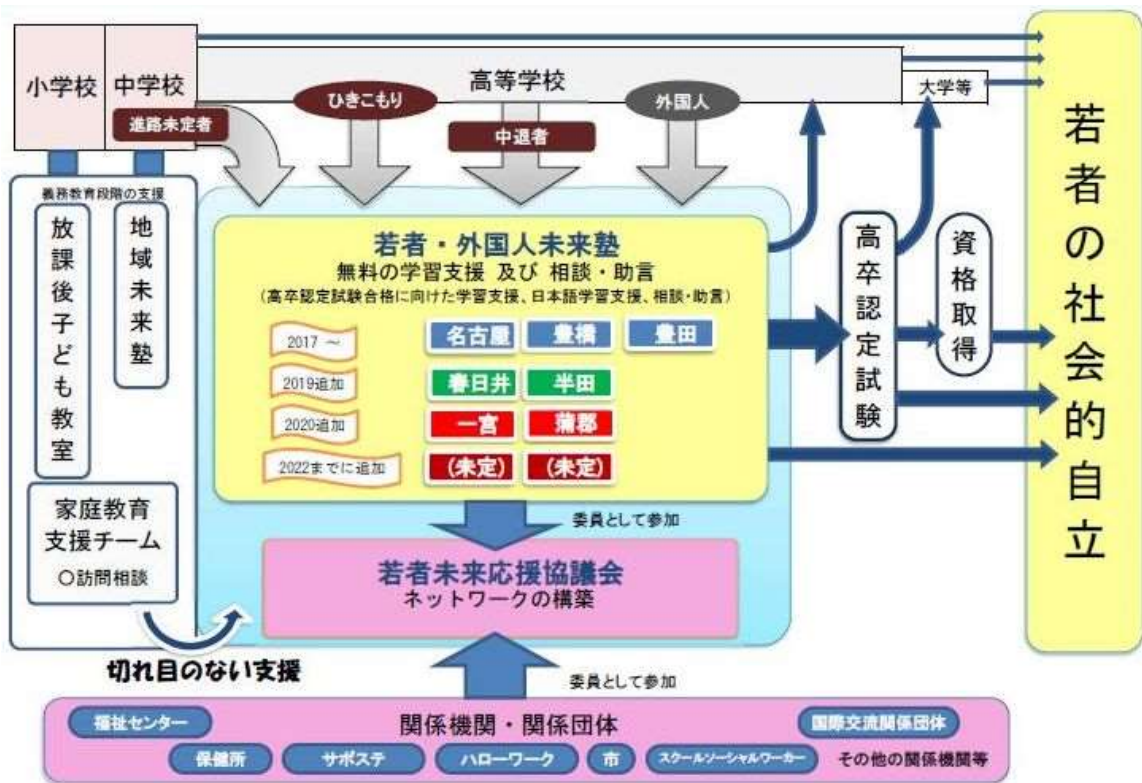 小学校
中学校
高等学校
大学等
進路未定者
ひきこもり
中退者
外国人
義務教育段階の支援
放課後子ども教室
地域未来塾
家庭教育
支援チーム
○訪問相談
切れ目のない支援
若者・外国人未来塾
無料の学習支援 及び 相談・助言
(高卒認定試験合格に向けた学習支援、日本語学習支援、相談・助言)
2017 ~ 名古屋 豊橋 豊田
2019追加 春日井 半田
2020追加 一宮 蒲郡
2022までに追加 (未定) (未定)
委員として参加
若者未来応援協議会
ネットワークの構築
委員として参加
高卒認定試験
資格取得
若者の社会的自立
関係機関・関係団体
福祉センター
国際交流関係団体
保健所 サポステ ハローワーク 市 スクールソーシャルワーカー その他の関係機関等